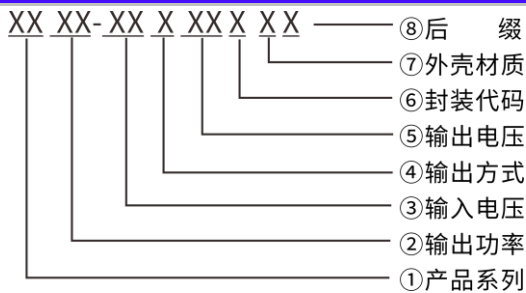 XX XX-XX X XX X X X
⑧后 缀
⑦外壳材质
⑥封装代码
⑤输出电压
④输出方式
③输入电压
②输出功率
①产品系列